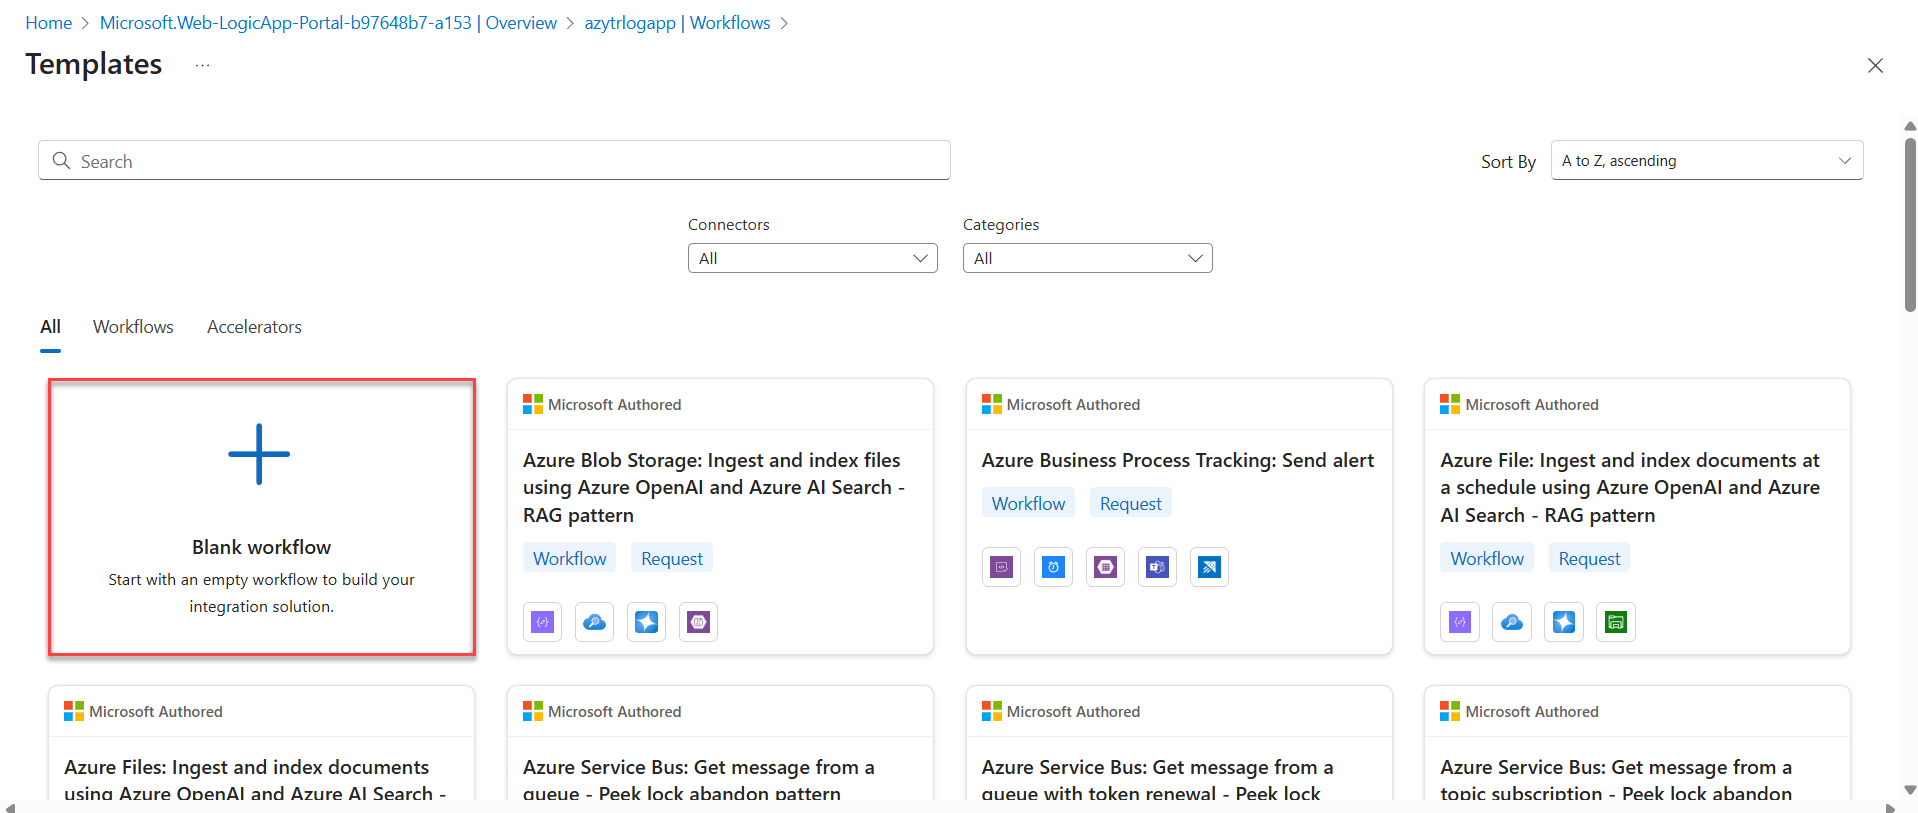 Home > Microsoft.Web-LogicApp-Portal-b97648b7-a153 | Overview > azytrlogapp | Workflows >
Templates ...
Search
Sort By A to Z, ascending
Connectors Categories
All All
All Workflows Accelerators
Blank workflow
Start with an empty workflow to build your
integration solution.
Microsoft Authored
Azure Blob Storage: Ingest and index files
using Azure OpenAI and Azure AI Search -
RAG pattern
Workflow Request
Microsoft Authored
Azure Business Process Tracking: Send alert
Workflow Request
Microsoft Authored
Azure File: Ingest and index documents at
a schedule using Azure OpenAI and Azure
AI Search - RAG pattern
Workflow Request
Microsoft Authored
Azure Files: Ingest and index documents
using Azure OpenAI and Azure AI Search -
Microsoft Authored
Azure Service Bus: Get message from a
queue - Peek lock abandon pattern
Microsoft Authored
Azure Service Bus: Get message from a
queue with token renewal - Peek lock
Microsoft Authored
Azure Service Bus: Get message from a
topic subscription - Peek lock abandon